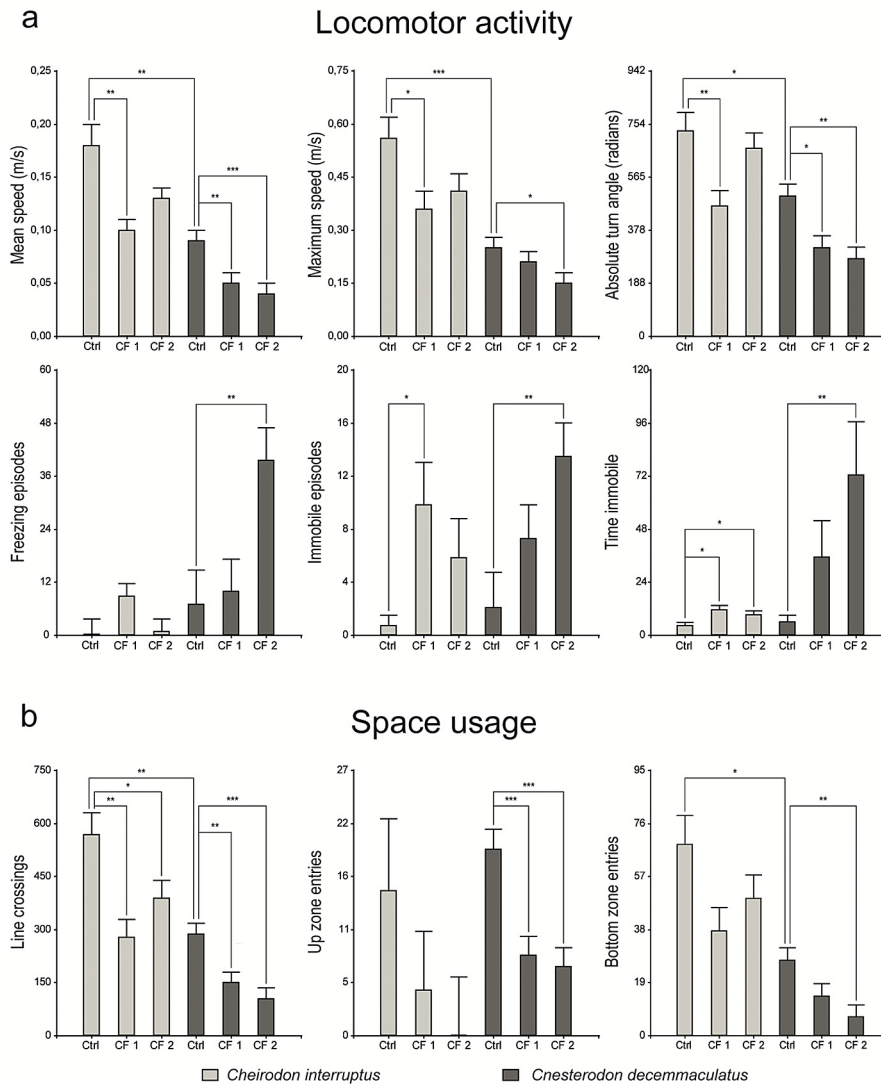 a
Locomotor activity
Mean speed (m/s)
0,25
0,20
0,15
0,10
0,05
0,00
** ** *** **
Ctrl CF 1 CF 2 Ctrl CF 1 CF 2
Maximum speed (m/s)
0,75
0,60
0,45
0,30
0,15
0,00
*** * *
Ctrl CF 1 CF 2 Ctrl CF 1 CF 2
Absolute turn angle (radians)
942
754
565
378
188
0
* ** ** *
Ctrl CF 1 CF 2 Ctrl CF 1 CF 2
Freezing episodes
60
48
36
24
12
0
**
Ctrl CF 1 CF 2 Ctrl CF 1 CF 2
Immobile episodes
20
16
12
8
4
0
* **
Ctrl CF 1 CF 2 Ctrl CF 1 CF 2
Time immobile
120
96
72
48
24
0
** * *
Ctrl CF 1 CF 2 Ctrl CF 1 CF 2
b
Space usage
Line crossings
750
600
450
300
150
0
** * ** *** **
Ctrl CF 1 CF 2 Ctrl CF 1 CF 2
Up zone entries
27
22
16
11
5
0
*** ***
Ctrl CF 1 CF 2 Ctrl CF 1 CF 2
Bottom zone entries
95
76
57
38
19
0
* **
Ctrl CF 1 CF 2 Ctrl CF 1 CF 2
Cheirodon interruptus
Cnesterodon decemmaculatus